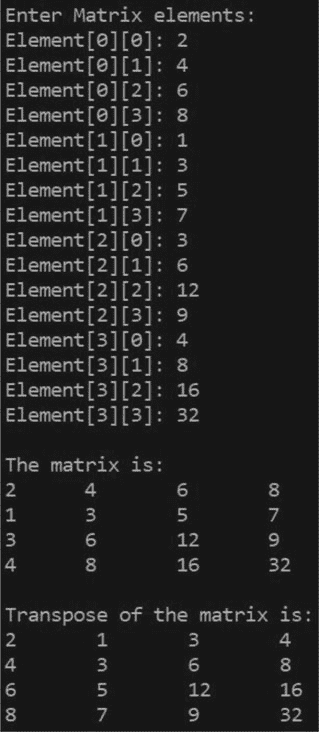 Enter Matrix elements:
Element[0][0]: 2
Element[0][1]: 4
Element[0][2]: 6
Element[0][3]: 8
Element[1][0]: 1
Element[1][1]: 3
Element[1][2]: 5
Element[1][3]: 7
Element[2][0]: 3
Element[2][1]: 6
Element[2][2]: 12
Element[2][3]: 9
Element[3][0]: 4
Element[3][1]: 8
Element[3][2]: 16
Element[3][3]: 32
The matrix is:
2 4 6 8
1 3 5 7
3 6 12 9
4 8 16 32
Transpose of the matrix is:
2 1 3 4
4 3 6 8
6 5 12 16
8 7 9 32